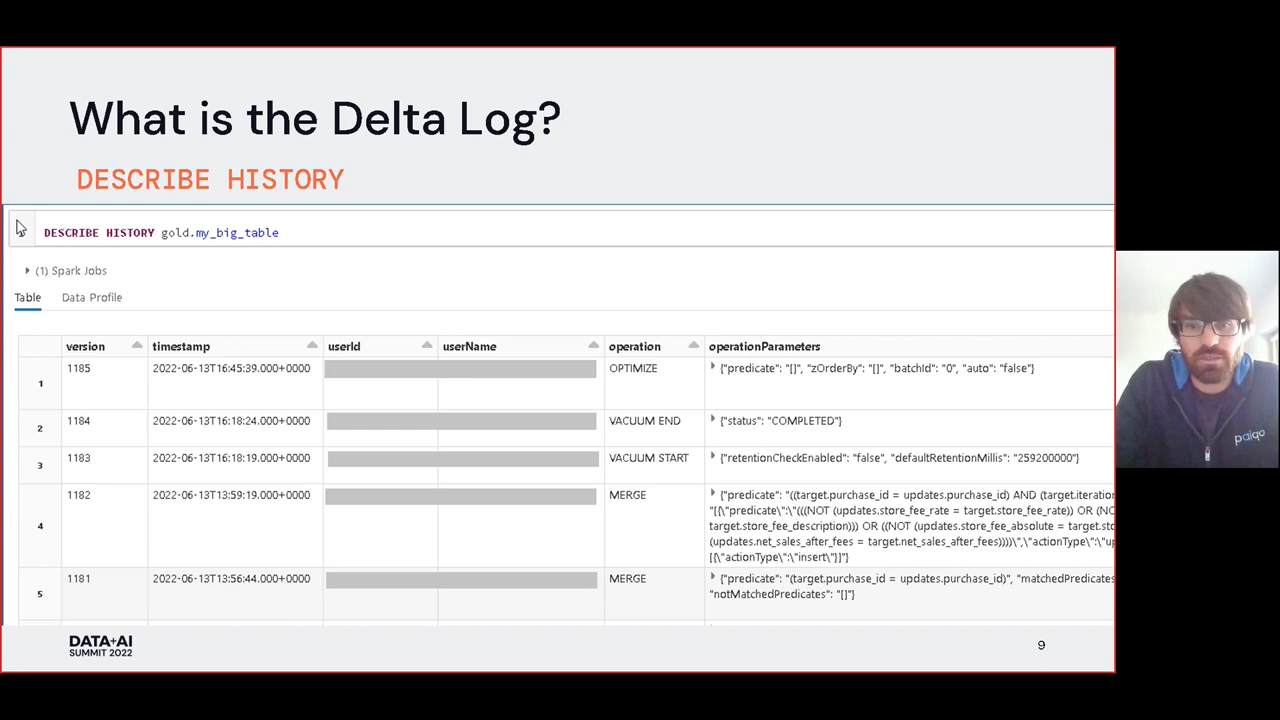 What is the Delta Log?
DESCRIBE HISTORY
DESCRIBE HISTORY gold.my_big_table
(1) Spark Jobs
Table Data Profile
version timestamp userId userName operation operationParameters
1 1185 2022-06-13T16:45:39.000+0000 OPTIMIZE {"predicate": "[]", "zOrderBy": "[]", "batchId": "0", "auto": "false"}
2 1184 2022-06-13T16:18:24.000+0000 VACUUM END {"status": "COMPLETED"}
3 1183 2022-06-13T16:18:19.000+0000 VACUUM START {"retentionCheckEnabled": "false", "defaultRetentionMillis": "259200000"}
4 1182 2022-06-13T13:59:19.000+0000 MERGE {"predicate": "((target.purchase_id = updates.purchase_id) AND (target.iteration
"[{\"predicate\":\"(((NOT (updates.store_fee_rate = target.store_fee_rate)) OR (NO
target.store_fee_description))) OR ((NOT (updates.store_fee_absolute = target.sto
(updates.net_sales_after_fees = target.net_sales_after_fees))))\",\"actionType\":\"up
[{\"actionType\":\"insert\"}]"}
5 1181 2022-06-13T13:56:44.000+0000 MERGE {"predicate": "(target.purchase_id = updates.purchase_id)", "matchedPredicates
"notMatchedPredicates": "[]"}
DATA+AI
SUMMIT 2022
9
paiqo